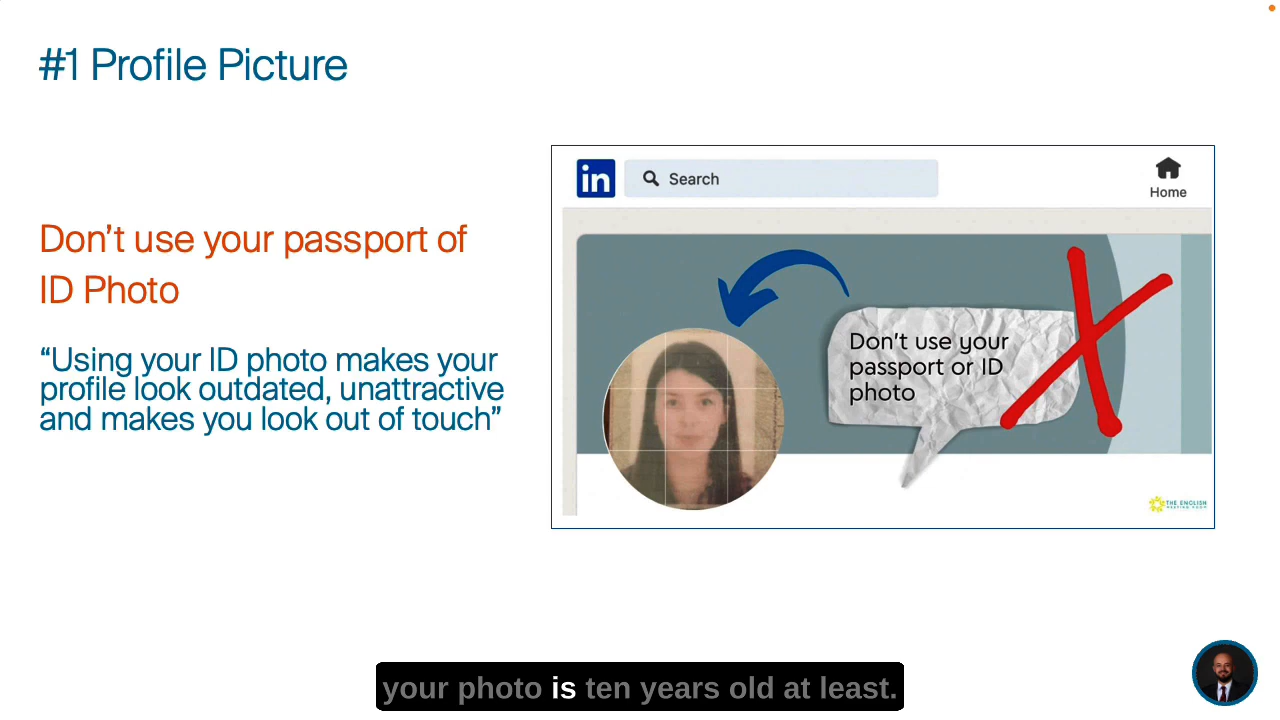 #1 Profile Picture
Don't use your passport of
ID Photo
“Using your ID photo makes your
profile look outdated, unattractive
and makes you look out of touch”
in
Search
Home
Don't use your
passport or ID
photo
THE ENGLISH
MEETING ROOM
your photo is ten years old at least.